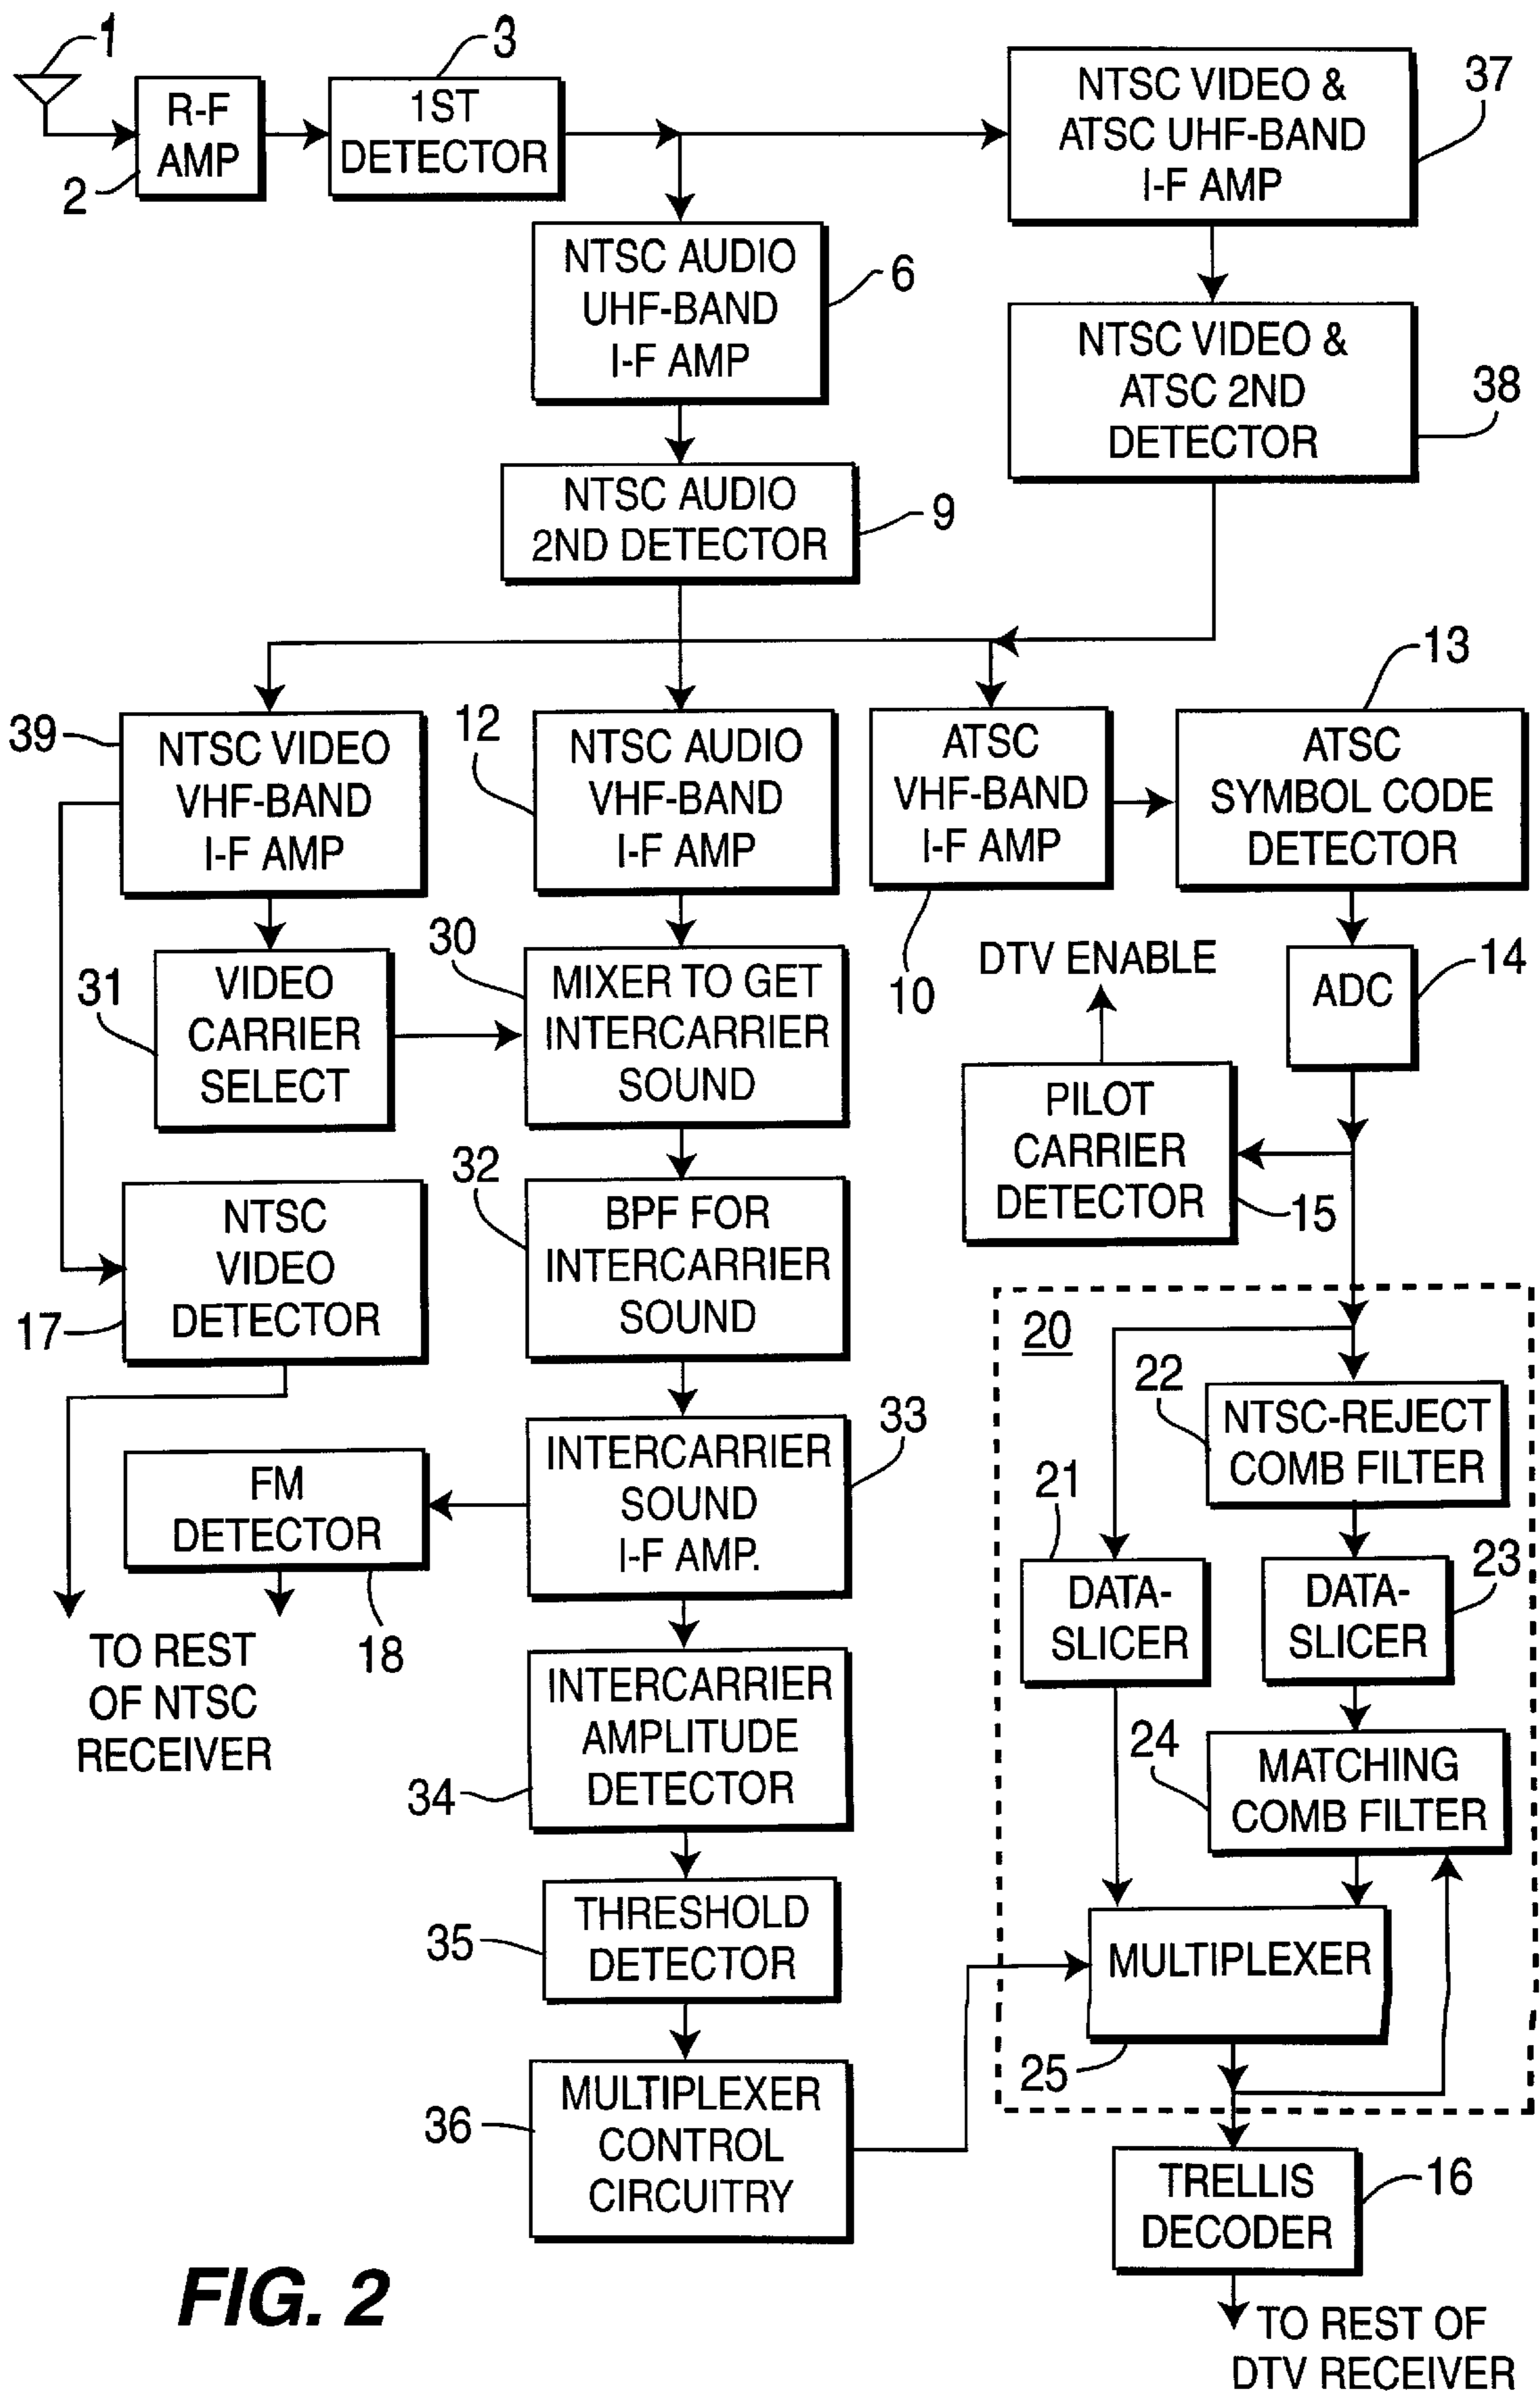 1
R-F
AMP
2
3
1ST
DETECTOR
NTSC VIDEO &
ATSC UHF-BAND
I-F AMP
37
NTSC AUDIO
UHF-BAND
I-F AMP
6
NTSC VIDEO &
ATSC 2ND
DETECTOR
38
NTSC AUDIO
2ND DETECTOR
9
39
NTSC VIDEO
VHF-BAND
I-F AMP
12
NTSC AUDIO
VHF-BAND
I-F AMP
ATSC
VHF-BAND
I-F AMP
10
13
ATSC
SYMBOL CODE
DETECTOR
31
VIDEO
CARRIER
SELECT
30
MIXER TO GET
INTERCARRIER
SOUND
DTV ENABLE
ADC
14
PILOT
CARRIER
DETECTOR
15
NTSC
VIDEO
DETECTOR
17
32
BPF FOR
INTERCARRIER
SOUND
20
22
NTSC-REJECT
COMB FILTER
FM
DETECTOR
18
INTERCARRIER
SOUND
I-F AMP.
33
21
DATA-
SLICER
DATA-
SLICER
23
TO REST
OF NTSC
RECEIVER
INTERCARRIER
AMPLITUDE
DETECTOR
34
24
MATCHING
COMB FILTER
35
THRESHOLD
DETECTOR
MULTIPLEXER
25
36
MULTIPLEXER
CONTROL
CIRCUITRY
TRELLIS
DECODER
16
FIG. 2
TO REST OF
DTV RECEIVER